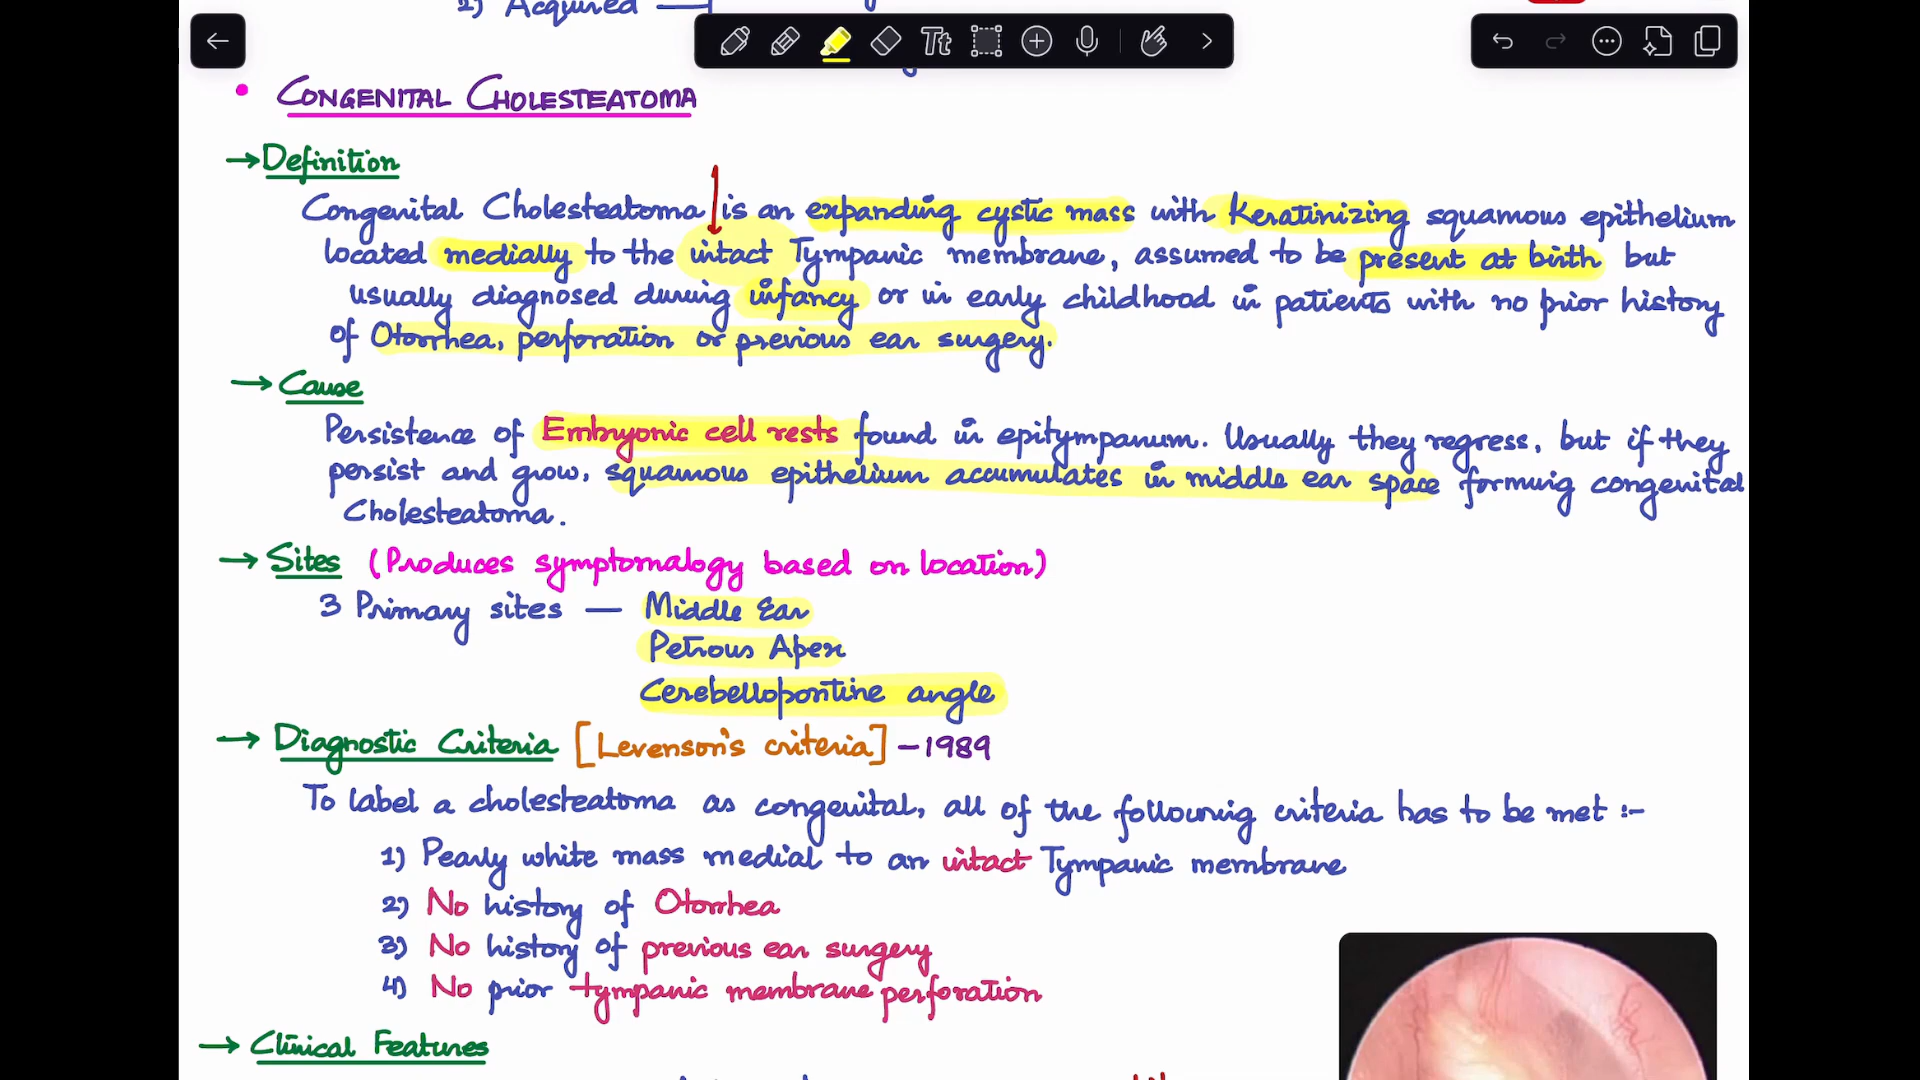 2) Acquired
Tt
• CONGENITAL CHOLESTEATOMA
→ Definition
Congenital Cholesteatoma is an expanding cystic mass with Keratinizing squamous epithelium
located medially to the intact Tympanic membrane, assumed to be present at birth but
usually diagnosed during infancy or in early childhood in patients with no prior history
of Otorrhea, perforation or previous ear surgery.
→ Cause
Persistence of Embryonic cell rests found in epitympanum. Usually they regress, but if they
persist and grow, squamous epithelium accumulates in middle ear space forming congenital
Cholesteatoma.
→ Sites (Produces symptomalogy based on location)
3 Primary sites — Middle Ear
Petrous Apex
Cerebellopontine angle
→ Diagnostic Criteria [Levenson's criteria] - 1989
To label a cholesteatoma as congenital, all of the following criteria has to be met :-
1) Pearly white mass medial to an intact Tympanic membrane
2) No history of Otorrhea
3) No history of previous ear surgery
4) No prior tympanic membrane perforation
→ Clinical Features